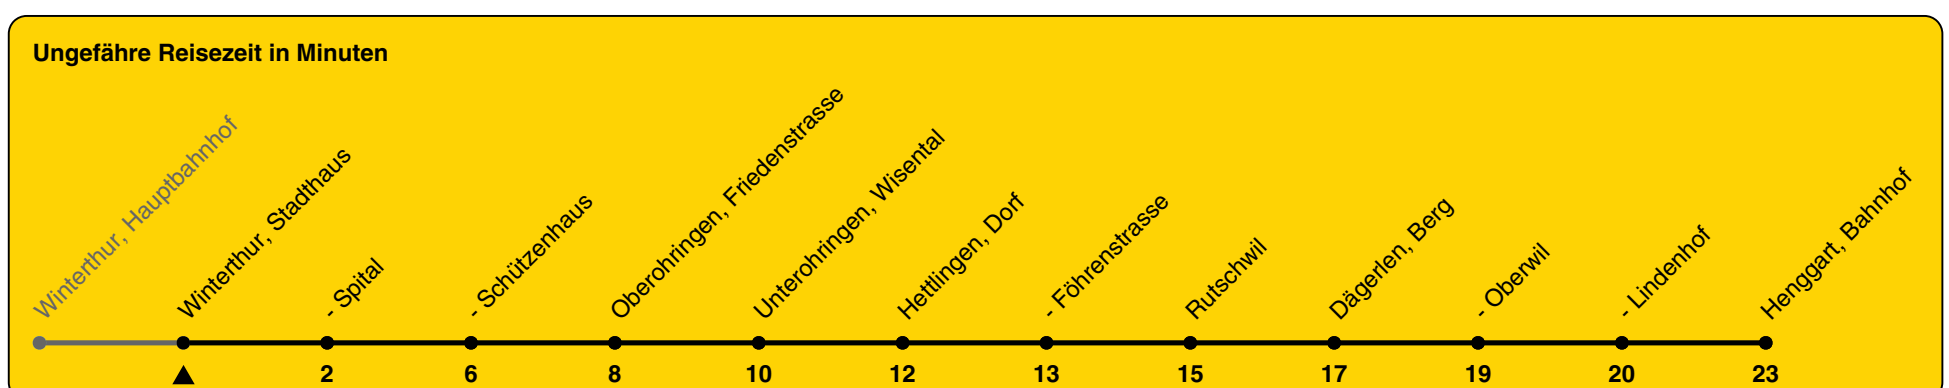 Ungefähre Reisezeit in Minuten
Winterthur, Hauptbahnhof
Winterthur, Stadthaus
- Spital
- Schützenhaus
Oberohringen, Friedenstrasse
Unterohringen, Wisental
Hettlingen, Dorf
- Föhrenstrasse
Rutschwil
Dägerlen, Berg
- Oberwil
- Lindenhof
Henggart, Bahnhof
2 6 8 10 12 13 15 17 19 20 23